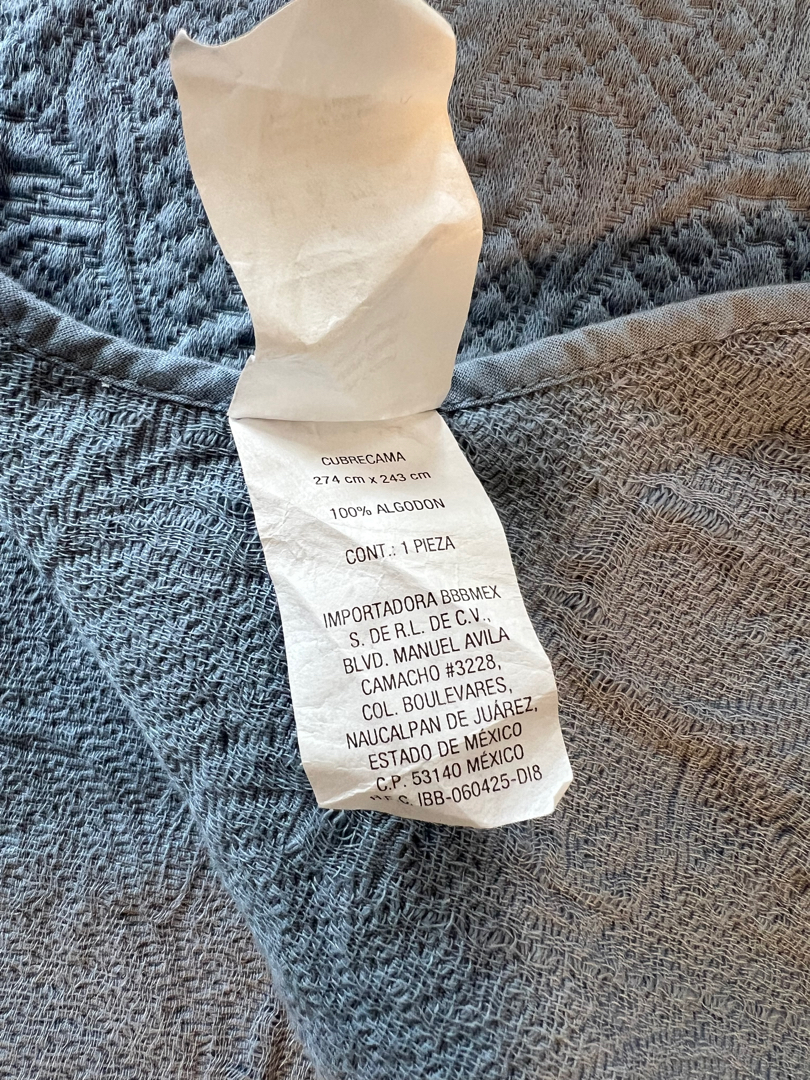 CUBRECAMA
274 cm x 243 cm
100% ALGODON
CONT.: 1 PIEZA
IMPORTADORA BBBMEX
S. DE R.L. DE C.V.,
BLVD. MANUEL AVILA
CAMACHO #3228,
COL. BOULEVARES,
NAUCALPAN DE JUÁREZ,
ESTADO DE MÉXICO
C.P. 53140 MÉXICO
R.F.C. IBB-060425-DI8